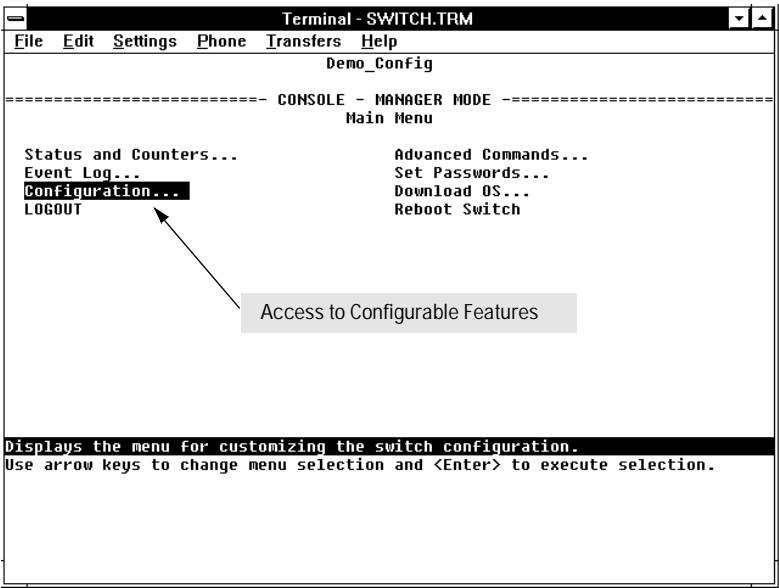 Terminal - SWITCH.TRM
File Edit Settings Phone Transfers Help
Demo_Config
==========================- CONSOLE - MANAGER MODE -===========================
Main Menu
Status and Counters... Advanced Commands...
Event Log... Set Passwords...
Configuration... Download OS...
LOGOUT Reboot Switch
Access to Configurable Features
Displays the menu for customizing the switch configuration.
Use arrow keys to change menu selection and <Enter> to execute selection.